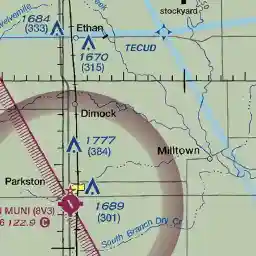 stockyard
1684
(333)
Ethan
Creek
TECUD
1670
(315)
Dimock
1777
(384)
Milltown
Parkston
1689
(301)
MUNI (8V3)
122.9 C
South Branch Dry Cr